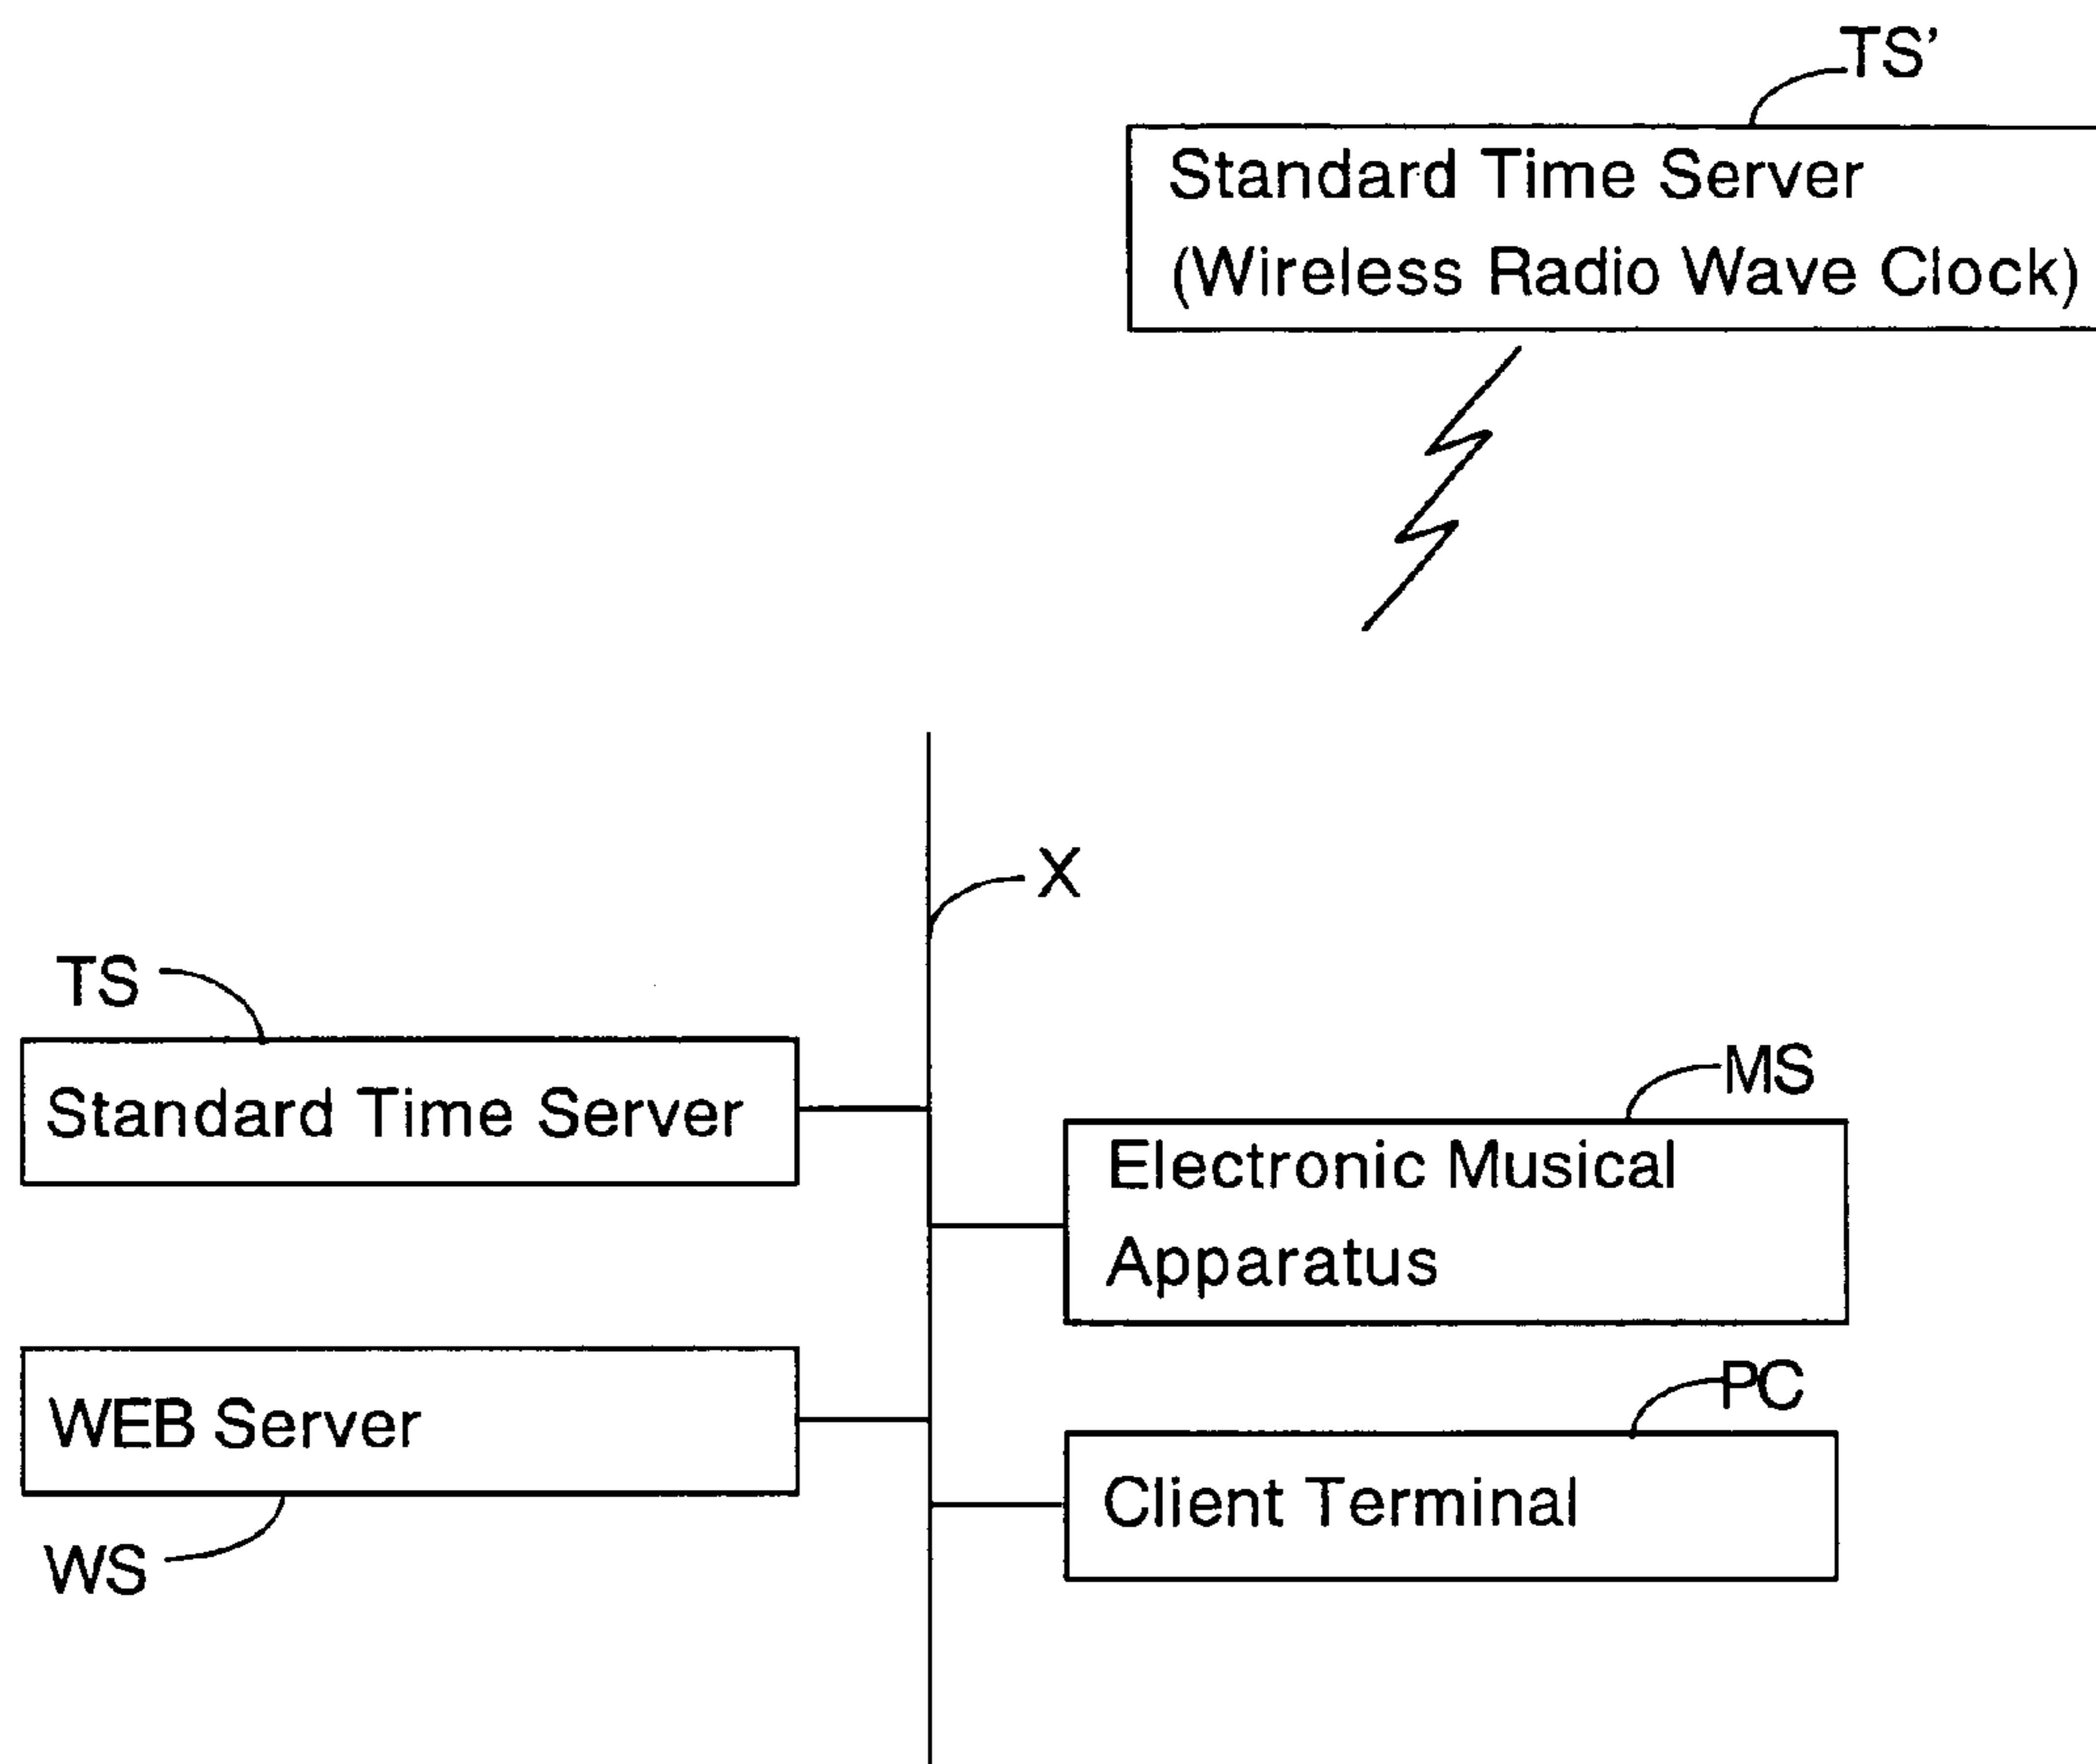 TS’
Standard Time Server
(Wireless Radio Wave Clock)
X
TS
Standard Time Server
MS
Electronic Musical
Apparatus
WEB Server
WS
PC
Client Terminal